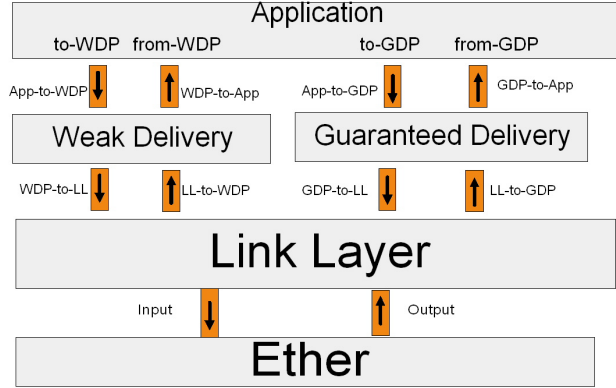 Application
to-WDP from-WDP to-GDP from-GDP
App-to-WDP WDP-to-App App-to-GDP GDP-to-App
Weak Delivery Guaranteed Delivery
WDP-to-LL LL-to-WDP GDP-to-LL LL-to-GDP
Link Layer
Input Output
Ether